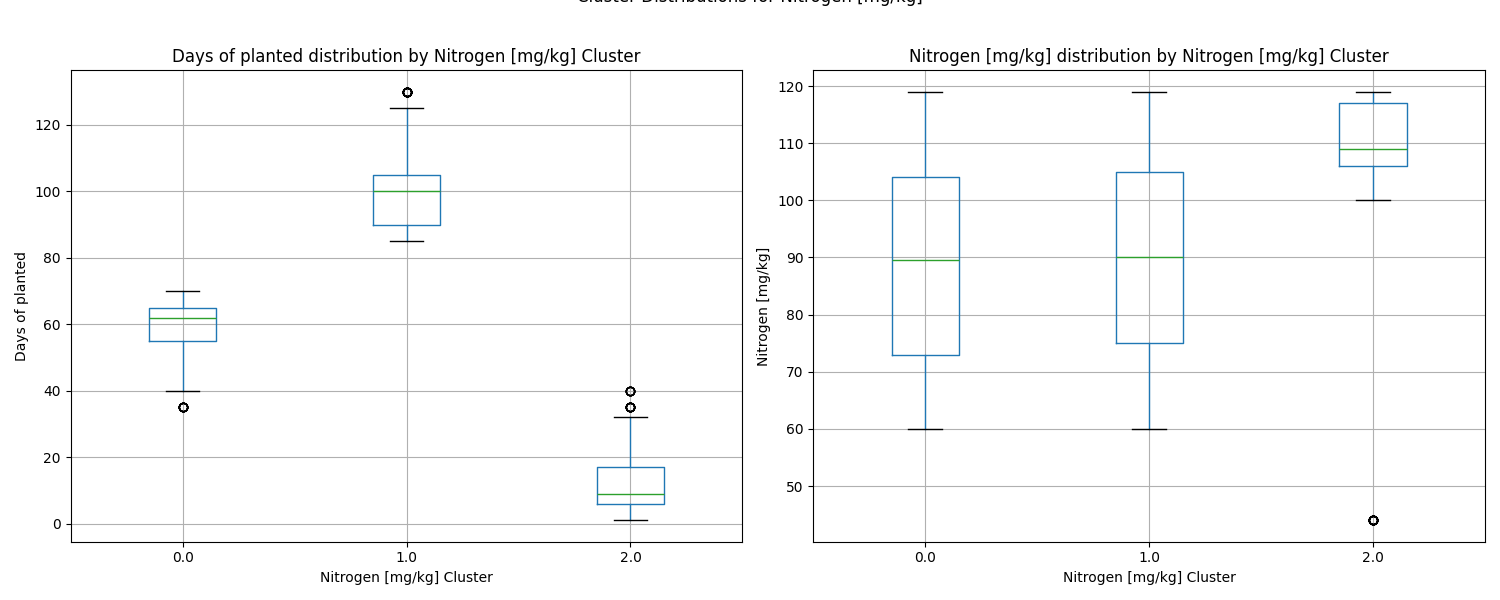 Cluster Distributions for Nitrogen [mg/kg]
Days of planted distribution by Nitrogen [mg/kg] Cluster
120
100
80
60
40
20
0
Days of planted
0.0 1.0 2.0
Nitrogen [mg/kg] Cluster
Nitrogen [mg/kg] distribution by Nitrogen [mg/kg] Cluster
120
110
100
90
80
70
60
50
Nitrogen [mg/kg]
0.0 1.0 2.0
Nitrogen [mg/kg] Cluster